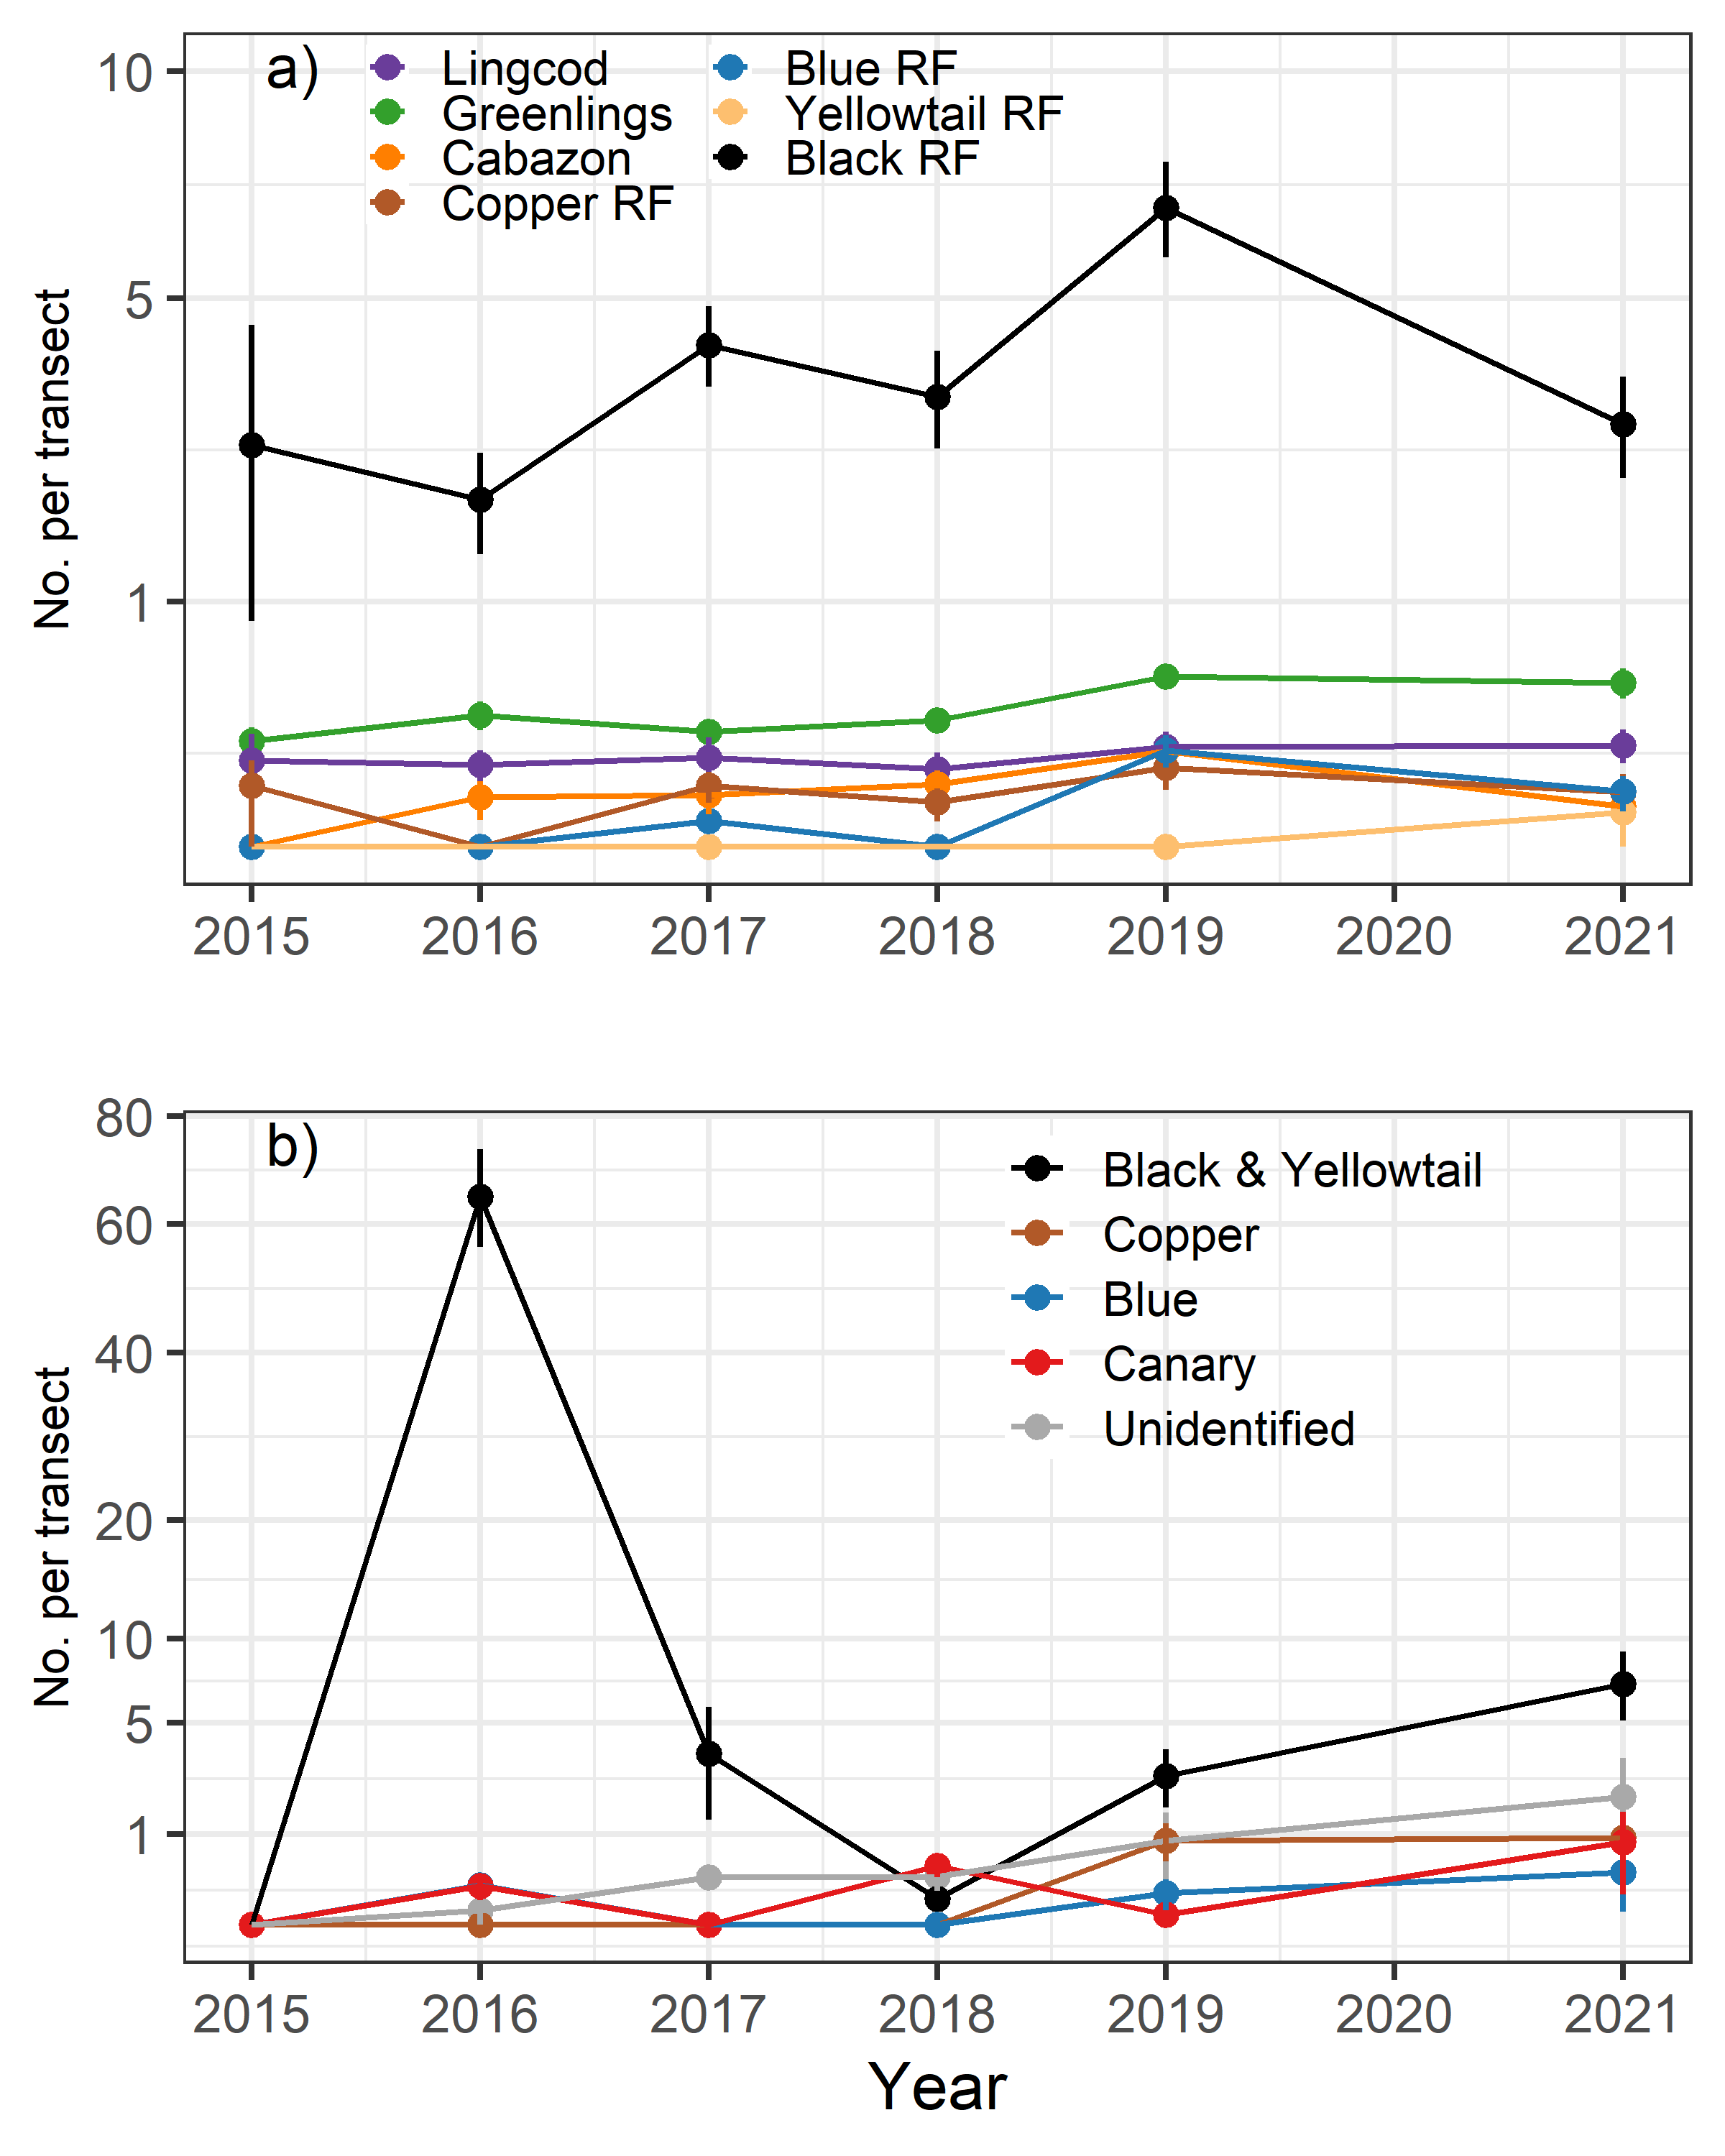 a)
Lingcod
Greenlings
Cabazon
Copper RF
Blue RF
Yellowtail RF
Black RF
No. per transect
10
5
1
2015 2016 2017 2018 2019 2020 2021
b)
Black & Yellowtail
Copper
Blue
Canary
Unidentified
No. per transect
80
60
40
20
10
5
1
2015 2016 2017 2018 2019 2020 2021
Year